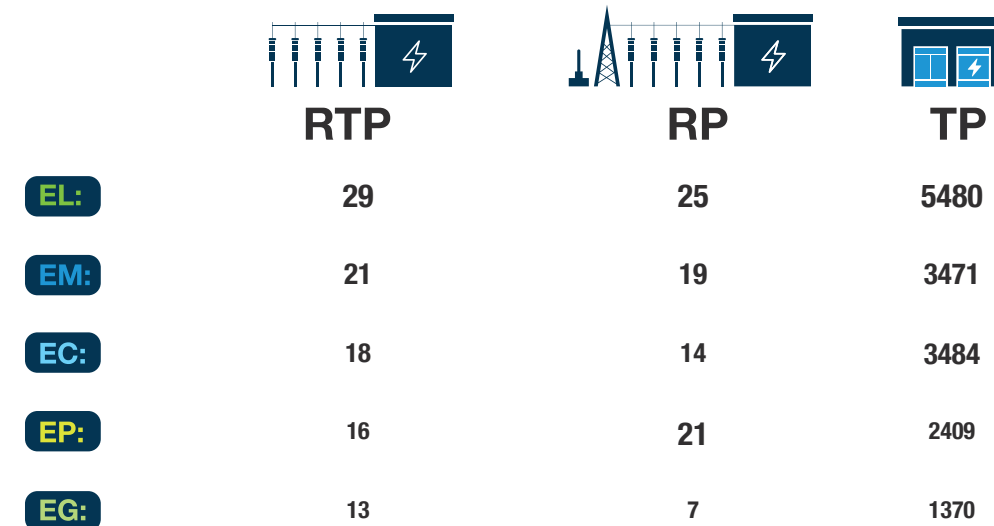 RTP RP TP
EL: 29 25 5480
EM: 21 19 3471
EC: 18 14 3484
EP: 16 21 2409
EG: 13 7 1370